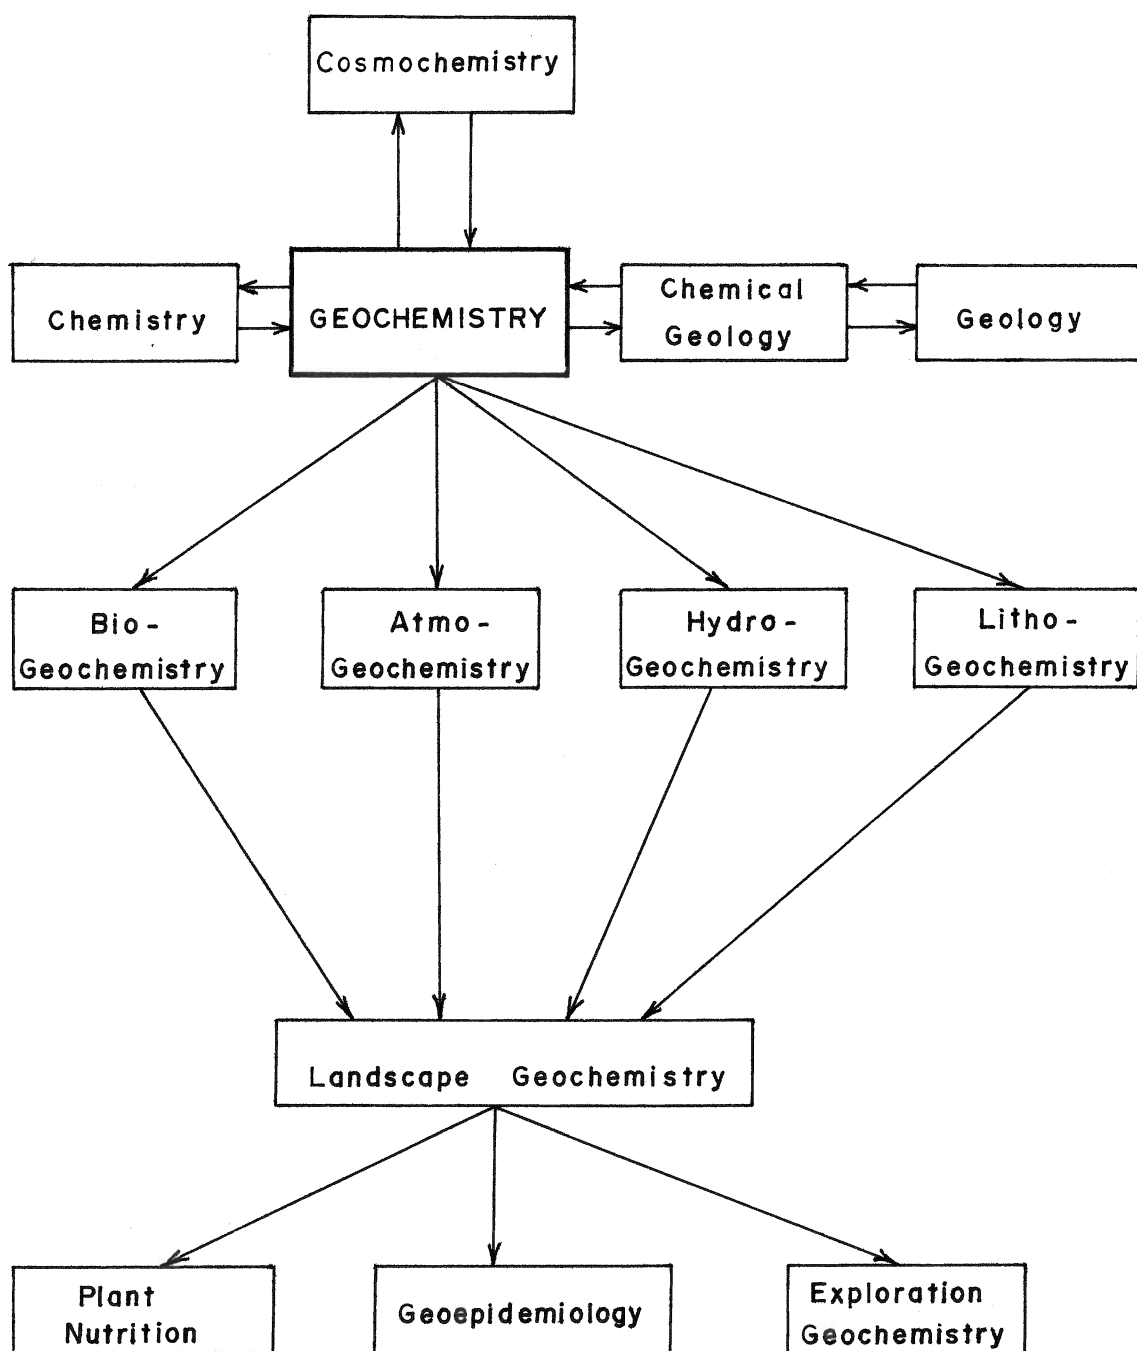 Cosmochemistry
Chemistry
GEOCHEMISTRY
Chemical
Geology
Geology
Bio -
Geochemistry
Atmo -
Geochemistry
Hydro -
Geochemistry
Litho -
Geochemistry
Landscape Geochemistry
Plant
Nutrition
Geoepidemiology
Exploration
Geochemistry